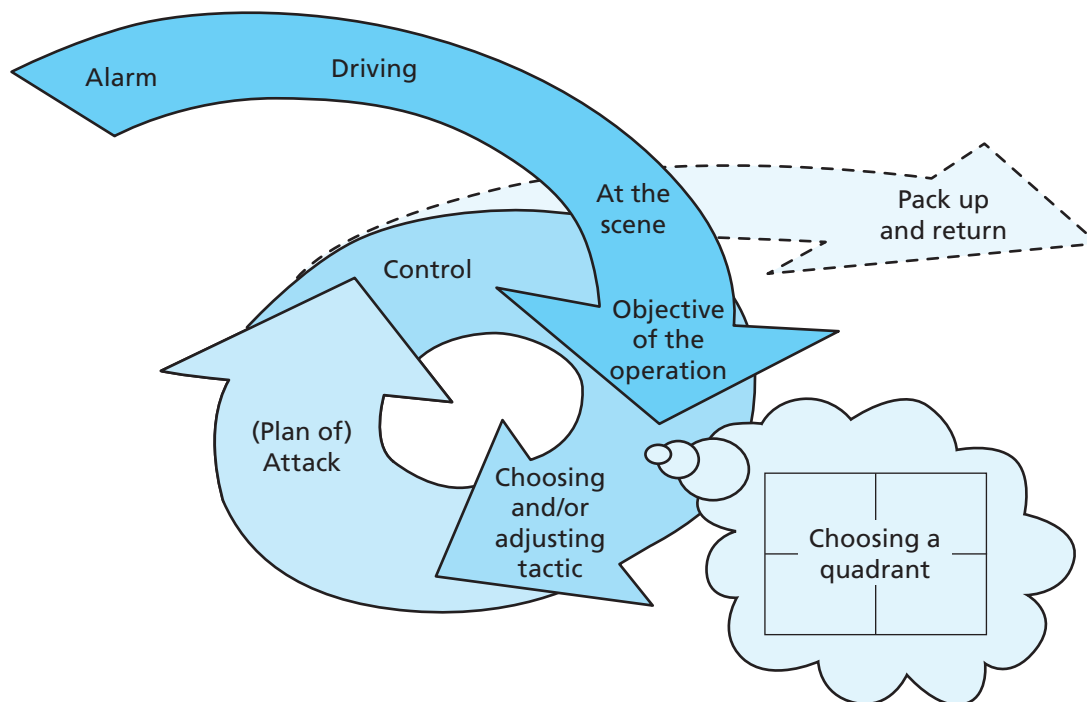 Alarm
Driving
At the
scene
Objective
of the
operation
Pack up
and return
Control
(Plan of)
Attack
Choosing
and/or
adjusting
tactic
Choosing a
quadrant